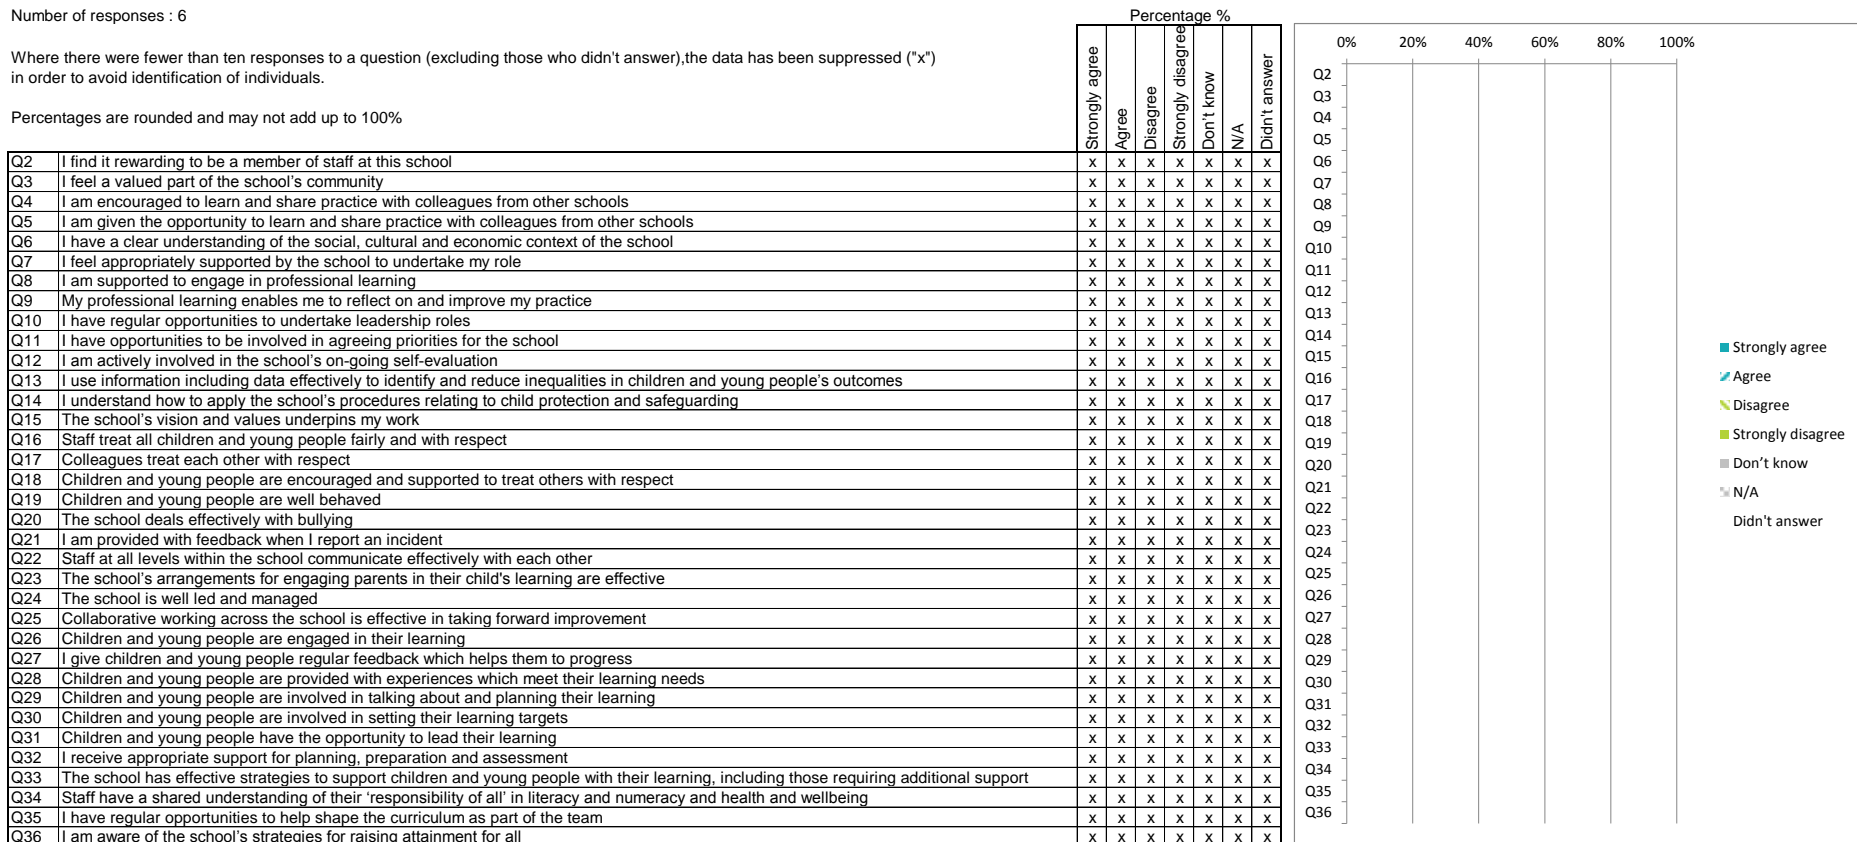 Number of responses : 6
Percentage %
Where there were fewer than ten responses to a question (excluding those who didn't answer),the data has been suppressed ("x")
in order to avoid identification of individuals.
Percentages are rounded and may not add up to 100%
Strongly agree
Agree
Disagree
Strongly disagree
Don't know
N/A
Didn't answer
Q2 I find it rewarding to be a member of staff at this school x x x x x x x
Q3 I feel a valued part of the school’s community x x x x x x x
Q4 I am encouraged to learn and share practice with colleagues from other schools x x x x x x x
Q5 I am given the opportunity to learn and share practice with colleagues from other schools x x x x x x x
Q6 I have a clear understanding of the social, cultural and economic context of the school x x x x x x x
Q7 I feel appropriately supported by the school to undertake my role x x x x x x x
Q8 I am supported to engage in professional learning x x x x x x x
Q9 My professional learning enables me to reflect on and improve my practice x x x x x x x
Q10 I have regular opportunities to undertake leadership roles x x x x x x x
Q11 I have opportunities to be involved in agreeing priorities for the school x x x x x x x
Q12 I am actively involved in the school’s on-going self-evaluation x x x x x x x
Q13 I use information including data effectively to identify and reduce inequalities in children and young people’s outcomes x x x x x x x
Q14 I understand how to apply the school’s procedures relating to child protection and safeguarding x x x x x x x
Q15 The school’s vision and values underpins my work x x x x x x x
Q16 Staff treat all children and young people fairly and with respect x x x x x x x
Q17 Colleagues treat each other with respect x x x x x x x
Q18 Children and young people are encouraged and supported to treat others with respect x x x x x x x
Q19 Children and young people are well behaved x x x x x x x
Q20 The school deals effectively with bullying x x x x x x x
Q21 I am provided with feedback when I report an incident x x x x x x x
Q22 Staff at all levels within the school communicate effectively with each other x x x x x x x
Q23 The school’s arrangements for engaging parents in their child's learning are effective x x x x x x x
Q24 The school is well led and managed x x x x x x x
Q25 Collaborative working across the school is effective in taking forward improvement x x x x x x x
Q26 Children and young people are engaged in their learning x x x x x x x
Q27 I give children and young people regular feedback which helps them to progress x x x x x x x
Q28 Children and young people are provided with experiences which meet their learning needs x x x x x x x
Q29 Children and young people are involved in talking about and planning their learning x x x x x x x
Q30 Children and young people are involved in setting their learning targets x x x x x x x
Q31 Children and young people have the opportunity to lead their learning x x x x x x x
Q32 I receive appropriate support for planning, preparation and assessment x x x x x x x
Q33 The school has effective strategies to support children and young people with their learning, including those requiring additional support x x x x x x x
Q34 Staff have a shared understanding of their ‘responsibility of all’ in literacy and numeracy and health and wellbeing x x x x x x x
Q35 I have regular opportunities to help shape the curriculum as part of the team x x x x x x x
Q36 I am aware of the school’s strategies for raising attainment for all x x x x x x x
0% 20% 40% 60% 80% 100%
Q2
Q3
Q4
Q5
Q6
Q7
Q8
Q9
Q10
Q11
Q12
Q13
Q14
Q15
Q16
Q17
Q18
Q19
Q20
Q21
Q22
Q23
Q24
Q25
Q26
Q27
Q28
Q29
Q30
Q31
Q32
Q33
Q34
Q35
Q36
Strongly agree
Agree
Disagree
Strongly disagree
Don’t know
N/A
Didn't answer